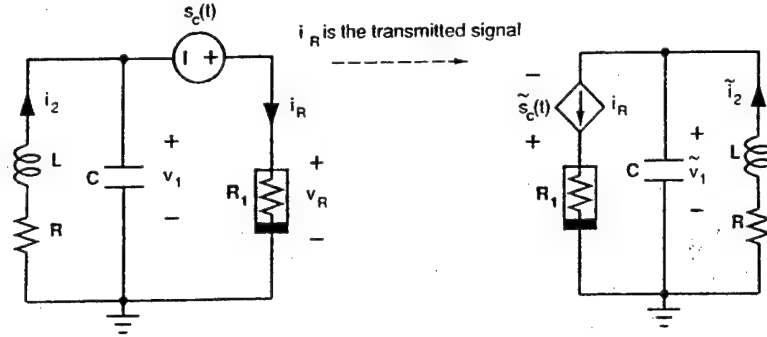 s_c(t)
i_R is the transmitted signal
i_2
L
R
C
+
v_1
−
− +
i_R
R_1
+
v_R
−
−
s̃_c(t)
+
i_R
R_1
C
+
ṽ_1
−
ĩ_2
L
R